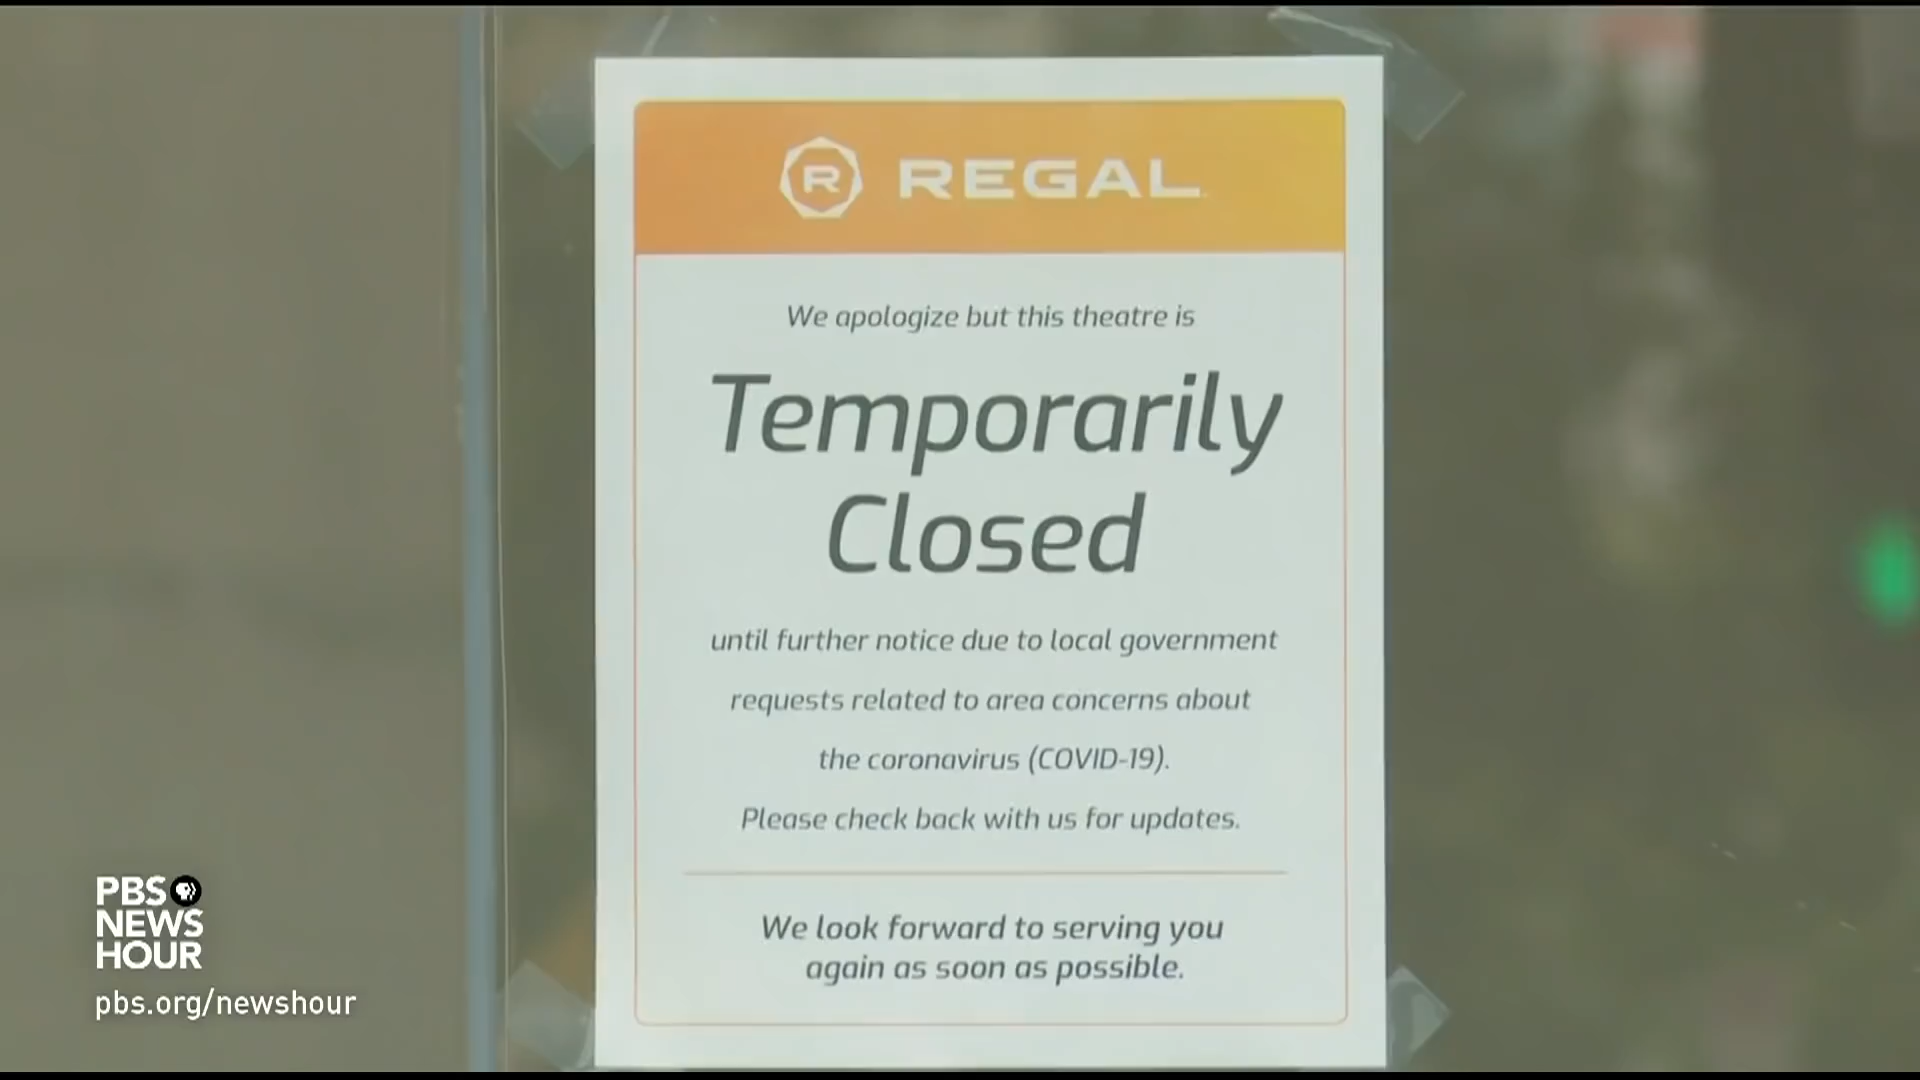 R REGAL
We apologize but this theatre is
Temporarily
Closed
until further notice due to local government
requests related to area concerns about
the coronavirus (COVID-19).
Please check back with us for updates.
We look forward to serving you
again as soon as possible.
PBS
NEWS
HOUR
pbs.org/newshour